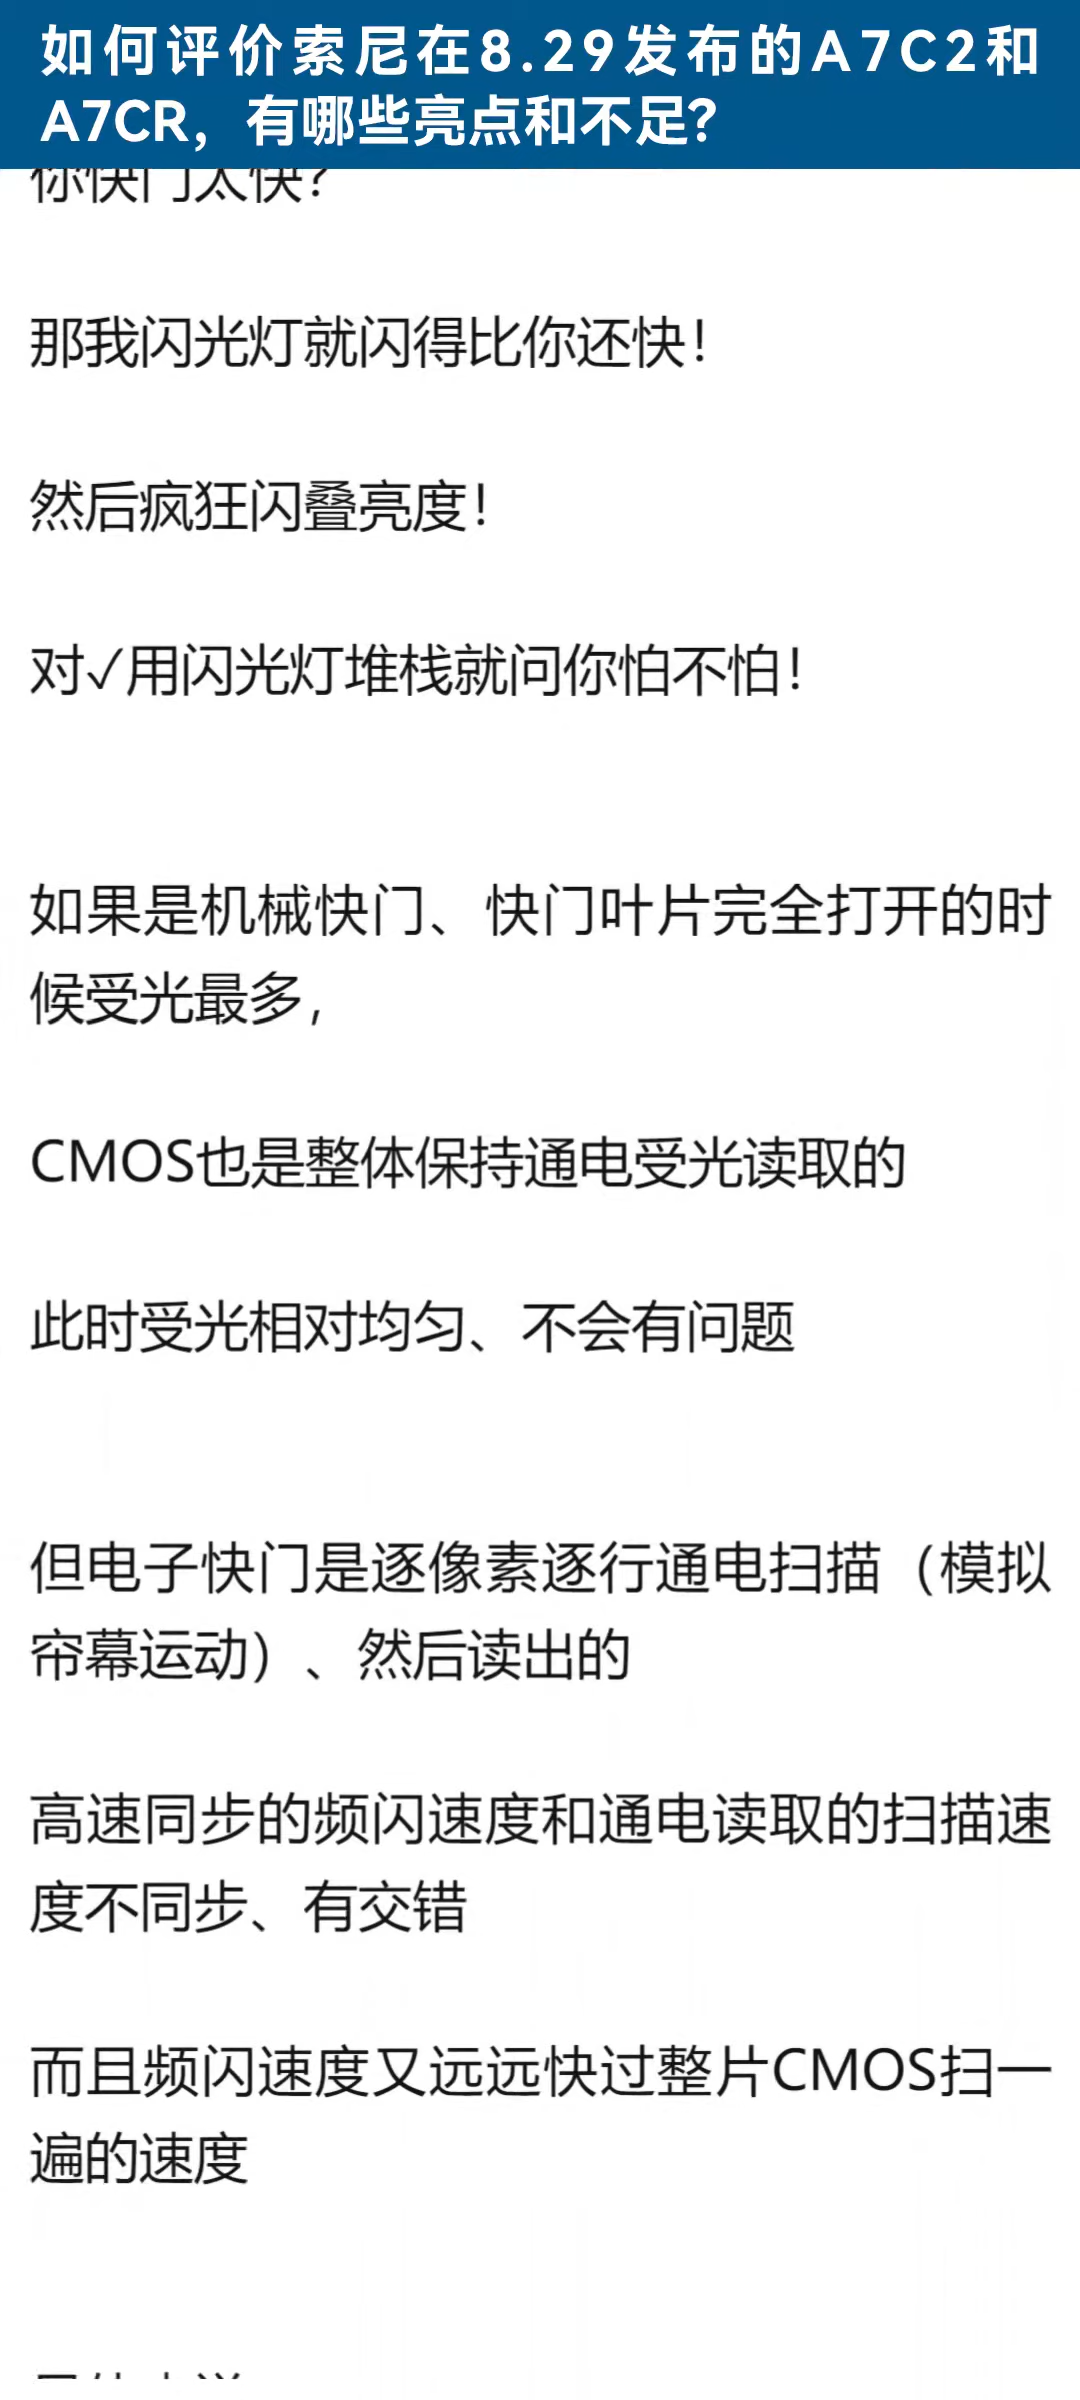 如何评价索尼在8.29发布的A7C2和
A7CR，有哪些亮点和不足？
你快门太快？
那我闪光灯就闪得比你还快！
然后疯狂闪叠亮度！
对✓用闪光灯堆栈就问你怕不怕！
如果是机械快门、快门叶片完全打开的时
候受光最多，
CMOS也是整体保持通电受光读取的
此时受光相对均匀、不会有问题
但电子快门是逐像素逐行通电扫描（模拟
帘幕运动）、然后读出的
高速同步的频闪速度和通电读取的扫描速
度不同步、有交错
而且频闪速度又远远快过整片CMOS扫一
遍的速度